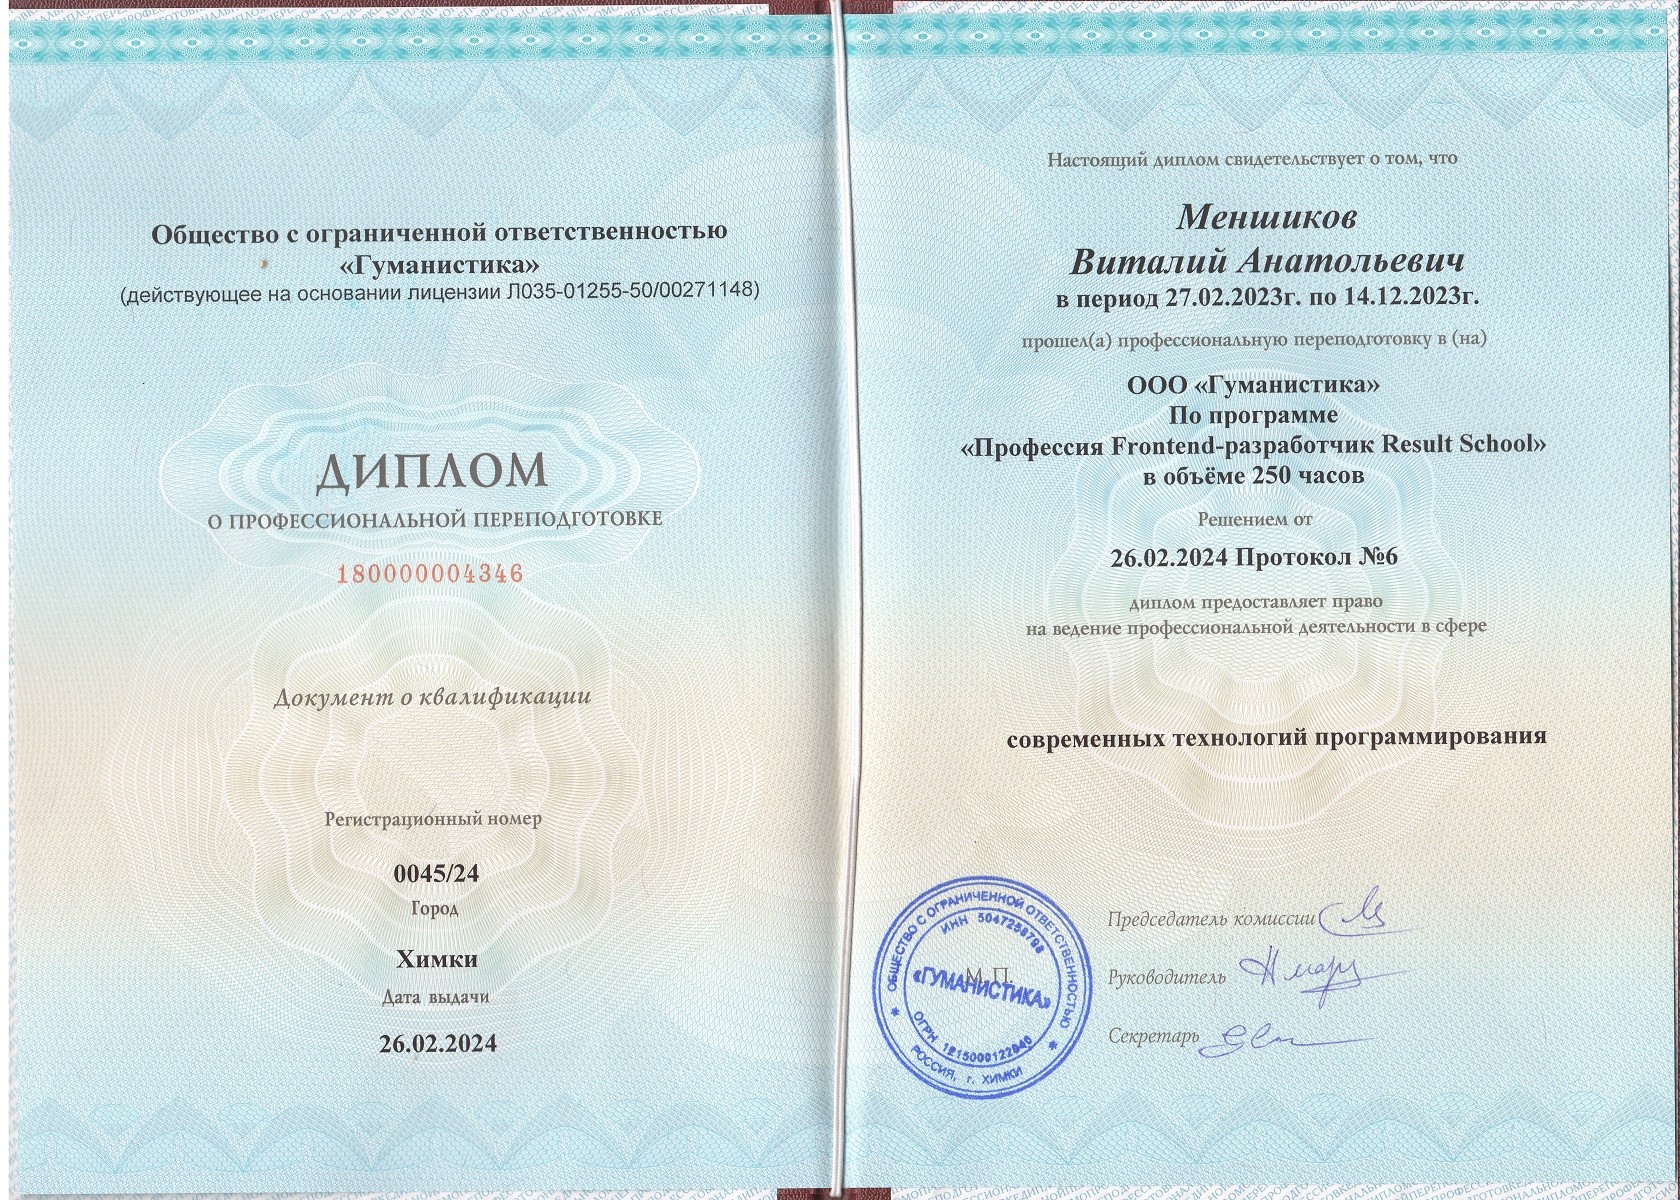 Общество с ограниченной ответственностью
«Гуманистика»
(действующее на основании лицензии Л035-01255-50/00271148)
ДИПЛОМ
О ПРОФЕССИОНАЛЬНОЙ ПЕРЕПОДГОТОВКЕ
180000004346
Документ о квалификации
Регистрационный номер
0045/24
Город
Химки
Дата выдачи
26.02.2024
Настоящий диплом свидетельствует о том, что
Меншиков
Виталий Анатольевич
в период 27.02.2023г. по 14.12.2023г.
прошел(а) профессиональную переподготовку в (на)
ООО «Гуманистика»
По программе
«Профессия Frontend-разработчик Result School»
в объёме 250 часов
Решением от
26.02.2024 Протокол №6
диплом предоставляет право
на ведение профессиональной деятельности в сфере
современных технологий программирования
Председатель комиссии
Руководитель
Секретарь
М.П.
ОБЩЕСТВО С ОГРАНИЧЕННОЙ ОТВЕТСТВЕННОСТЬЮ
ИНН 5047258798
«ГУМАНИСТИКА»
ОГРН 1215000122940
РОССИЯ, г. ХИМКИ